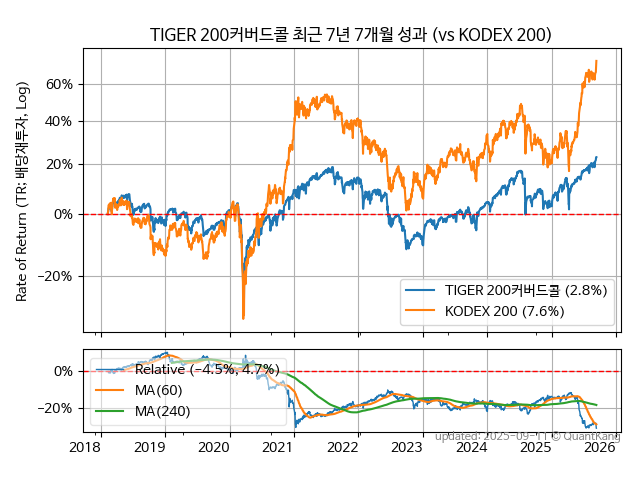 TIGER 200커버드콜 최근 7년 7개월 성과 (vs KODEX 200)
Rate of Return (TR: 배당재투자, Log)
60%
40%
20%
0%
−20%
TIGER 200커버드콜 (2.8%)
KODEX 200 (7.6%)
0%
−20%
Relative (−4.5%, 4.7%)
MA(60)
MA(240)
2018 2019 2020 2021 2022 2023 2024 2025 2026
updated: 2025-09-11 © QuantKang